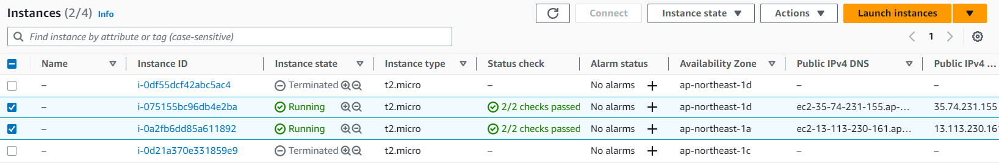 Instances (2/4) Info Connect Instance state Actions Launch instances
Find instance by attribute or tag (case-sensitive) 1
Name Instance ID Instance state Instance type Status check Alarm status Availability Zone Public IPv4 DNS Public IPv4 ...
– i-0df55dcf42abc5ac4 Terminated t2.micro – No alarms + ap-northeast-1d – –
– i-075155bc96db4e2ba Running t2.micro 2/2 checks passed No alarms + ap-northeast-1d ec2-35-74-231-155.ap-... 35.74.231.155
– i-0a2fb6dd85a611892 Running t2.micro 2/2 checks passed No alarms + ap-northeast-1a ec2-13-113-230-161.ap... 13.113.230.161
– i-0d21a370e331859e9 Terminated t2.micro – No alarms + ap-northeast-1c – –